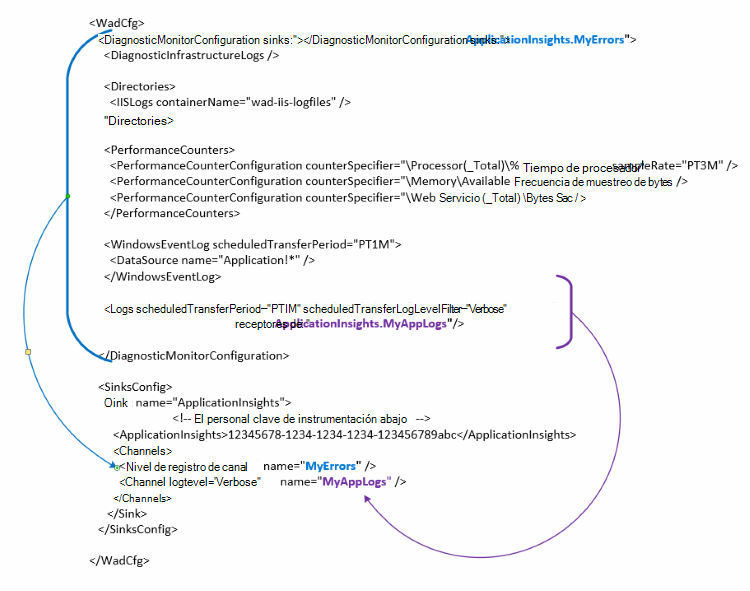 <WadCfg>
<DiagnosticMonitorConfiguration sinks:"></DiagnosticMonitorConfiguration sinks:"> ApplicationInsights.MyErrors">
<DiagnosticInfrastructureLogs />
<Directories>
<IISLogs containerName="wad-iis-logfiles" />
"Directories>
<PerformanceCounters>
<PerformanceCounterConfiguration counterSpecifier="\Processor(_Total)\% Tiempo de procesador sampleRate="PT3M" />
<PerformanceCounterConfiguration counterSpecifier="\Memory\Available Frecuencia de muestreo de bytes />
<PerformanceCounterConfiguration counterSpecifier="\Web Servicio (_Total) \Bytes Sac / >
</PerformanceCounters>
<WindowsEventLog scheduledTransferPeriod="PT1M">
<DataSource name="Application!*" />
</WindowsEventLog>
<Logs scheduledTransferPeriod="PTIM" scheduledTransferLogLevelFilter="Verbose"
receptores de:" ApplicationInsights.MyAppLogs"/>
</DiagnosticMonitorConfiguration>
<SinksConfig>
Oink name="ApplicationInsights">
<!-- El personal clave de instrumentación abajo -->
<ApplicationInsights>12345678-1234-1234-1234-123456789abc</ApplicationInsights>
<Channels>
<Nivel de registro de canal name="MyErrors" />
<Channel logtevel="Verbose" name="MyAppLogs" />
</Channels>
</Sink>
</SinksConfig>
</WadCfg>